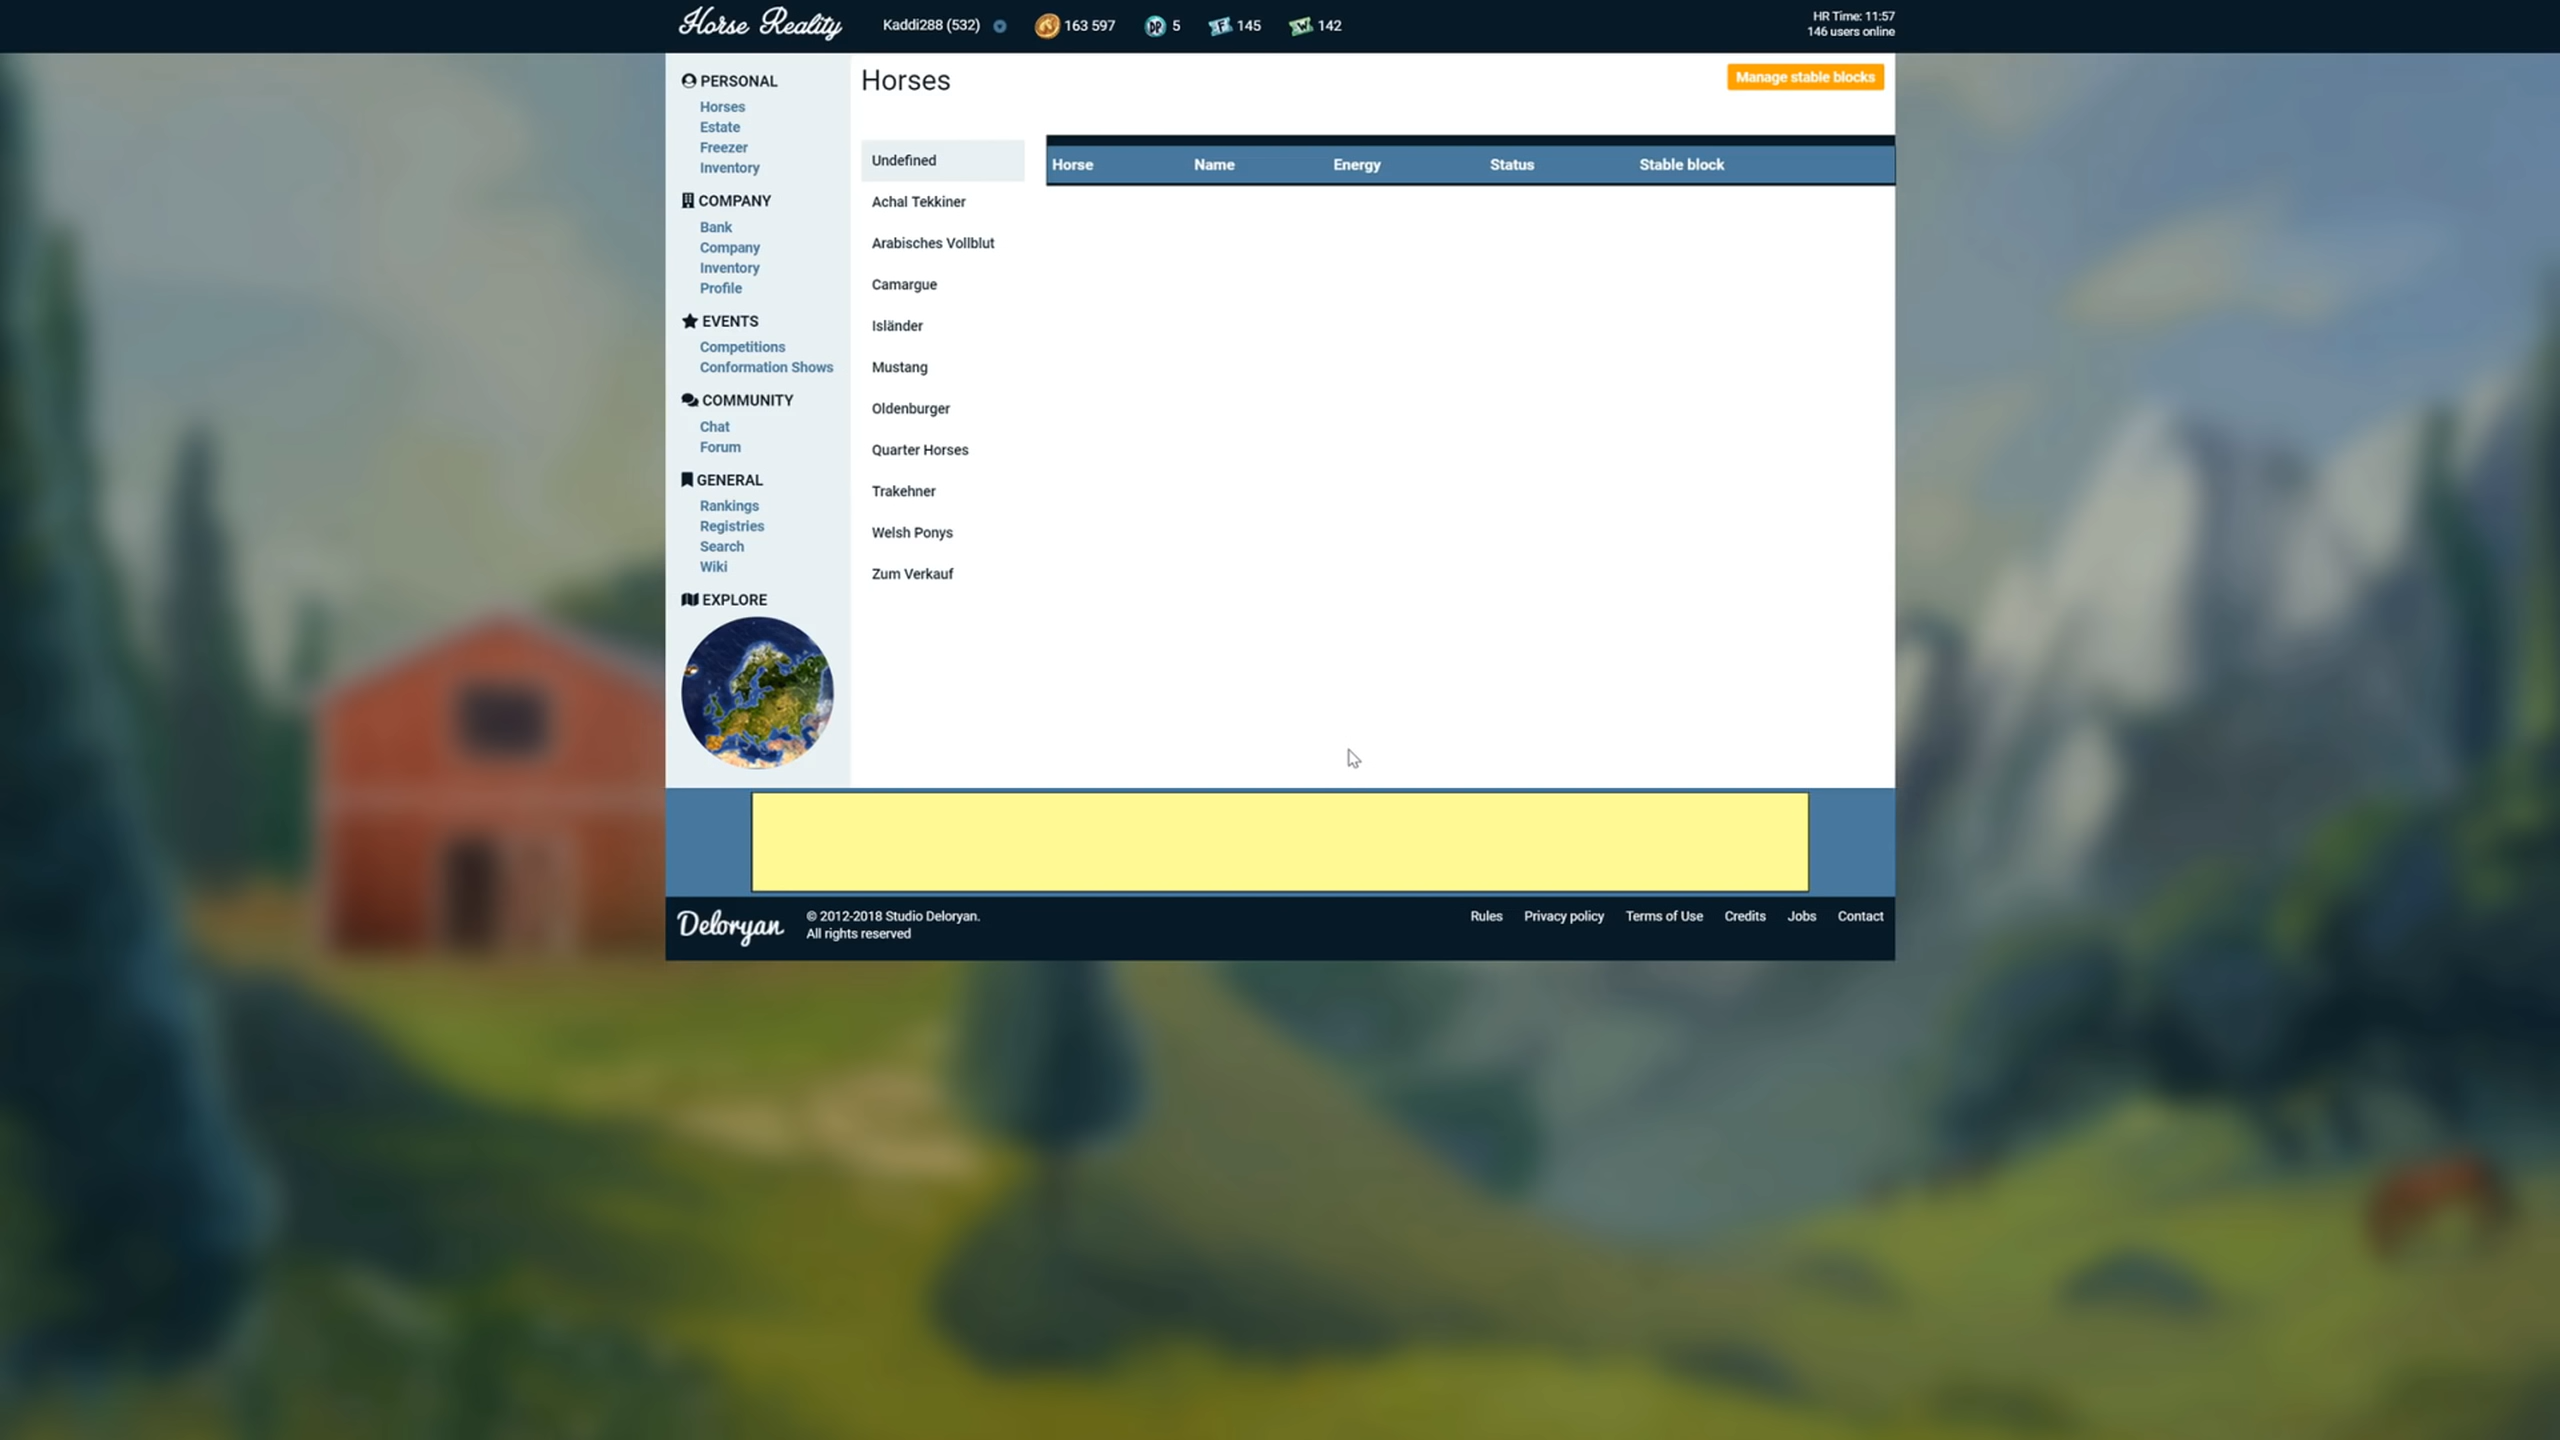 Horse Reality
Kaddi288 (532)
163 597
5
145
142
HR Time: 11:57
146 users online
PERSONAL
Horses
Estate
Freezer
Inventory
COMPANY
Bank
Company
Inventory
Profile
EVENTS
Competitions
Conformation Shows
COMMUNITY
Chat
Forum
GENERAL
Rankings
Registries
Search
Wiki
EXPLORE
Horses
Manage stable blocks
Undefined
Achal Tekkiner
Arabisches Vollblut
Camargue
Isländer
Mustang
Oldenburger
Quarter Horses
Trakehner
Welsh Ponys
Zum Verkauf
Horse Name Energy Status Stable block
Deloryan
© 2012-2018 Studio Deloryan.
All rights reserved
Rules Privacy policy Terms of Use Credits Jobs Contact